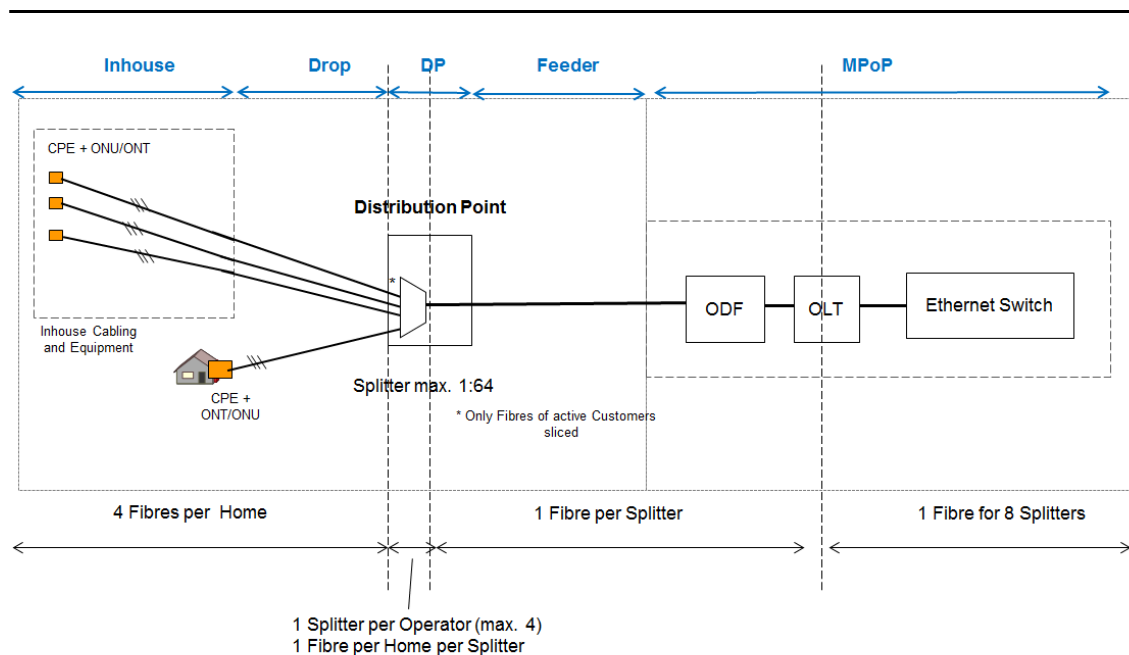 Inhouse
Drop
DP
Feeder
MPoP
CPE + ONU/ONT
Distribution Point
*
ODF
OLT
Ethernet Switch
Inhouse Cabling
and Equipment
Splitter max. 1:64
CPE +
ONT/ONU
* Only Fibres of active Customers
sliced
4 Fibres per Home
1 Fibre per Splitter
1 Fibre for 8 Splitters
1 Splitter per Operator (max. 4)
1 Fibre per Home per Splitter